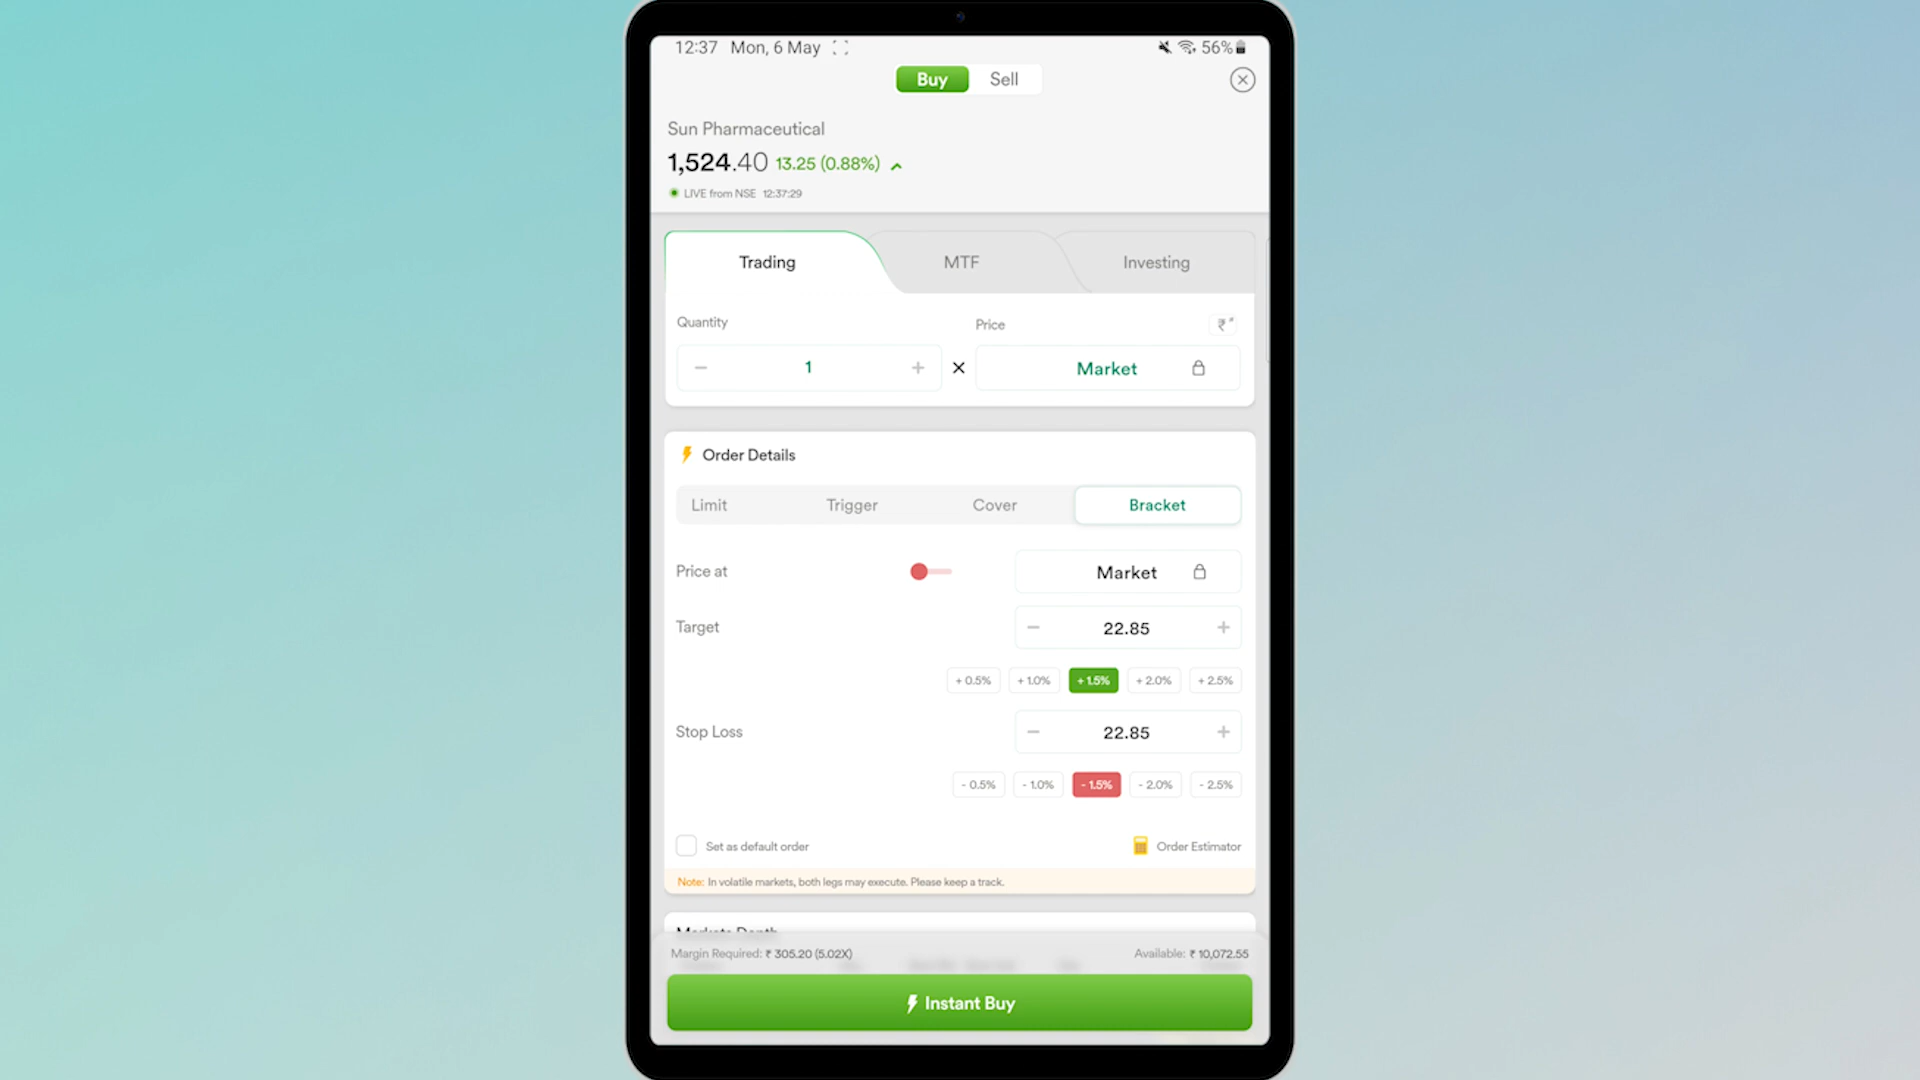 12:37 Mon, 6 May 56%
Buy Sell
Sun Pharmaceutical
1,524.40 13.25 (0.88%)
LIVE from NSE 12:37:29
Trading MTF Investing
Quantity Price ₹
− 1 + × Market
Order Details
Limit Trigger Cover Bracket
Price at Market
Target − 22.85 +
+ 0.5% + 1.0% + 1.5% + 2.0% + 2.5%
Stop Loss − 22.85 +
- 0.5% - 1.0% - 1.5% - 2.0% - 2.5%
Set as default order Order Estimator
Note: In volatile markets, both legs may execute. Please keep a track.
Markets Depth
Margin Required: ₹ 305.20 (5.02X) Available: ₹ 10,072.55
Instant Buy